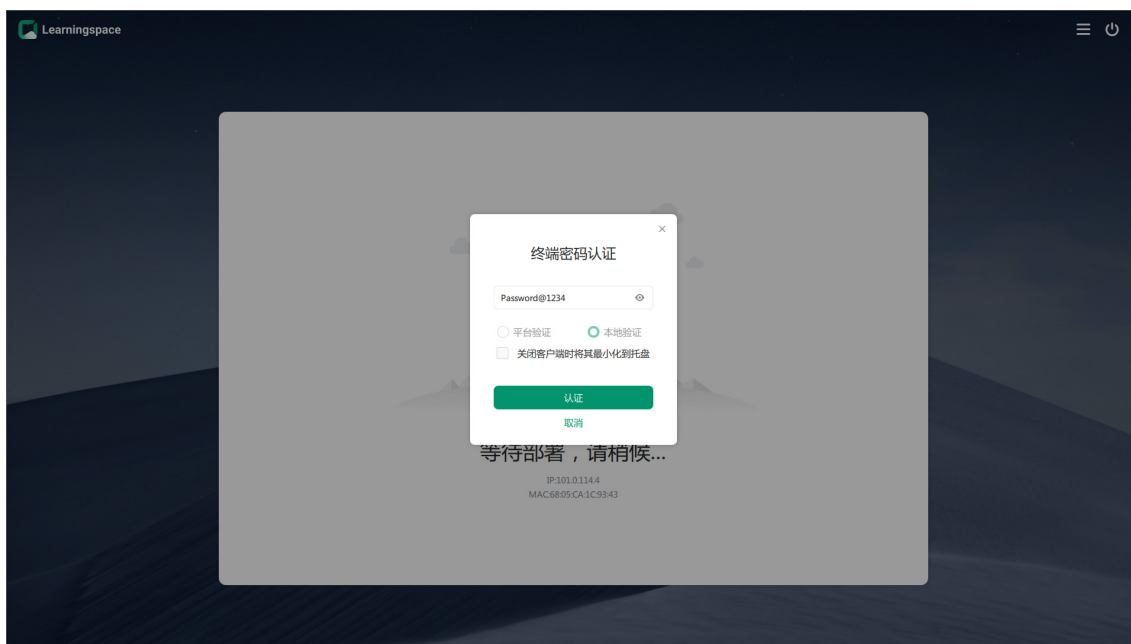 Learningspace
终端密码认证
Password@1234
平台验证 本地验证
关闭客户端时将其最小化到托盘
认证
取消
等待部署，请稍候...
IP:101.0.114.4
MAC:68:05:CA:1C:93:43